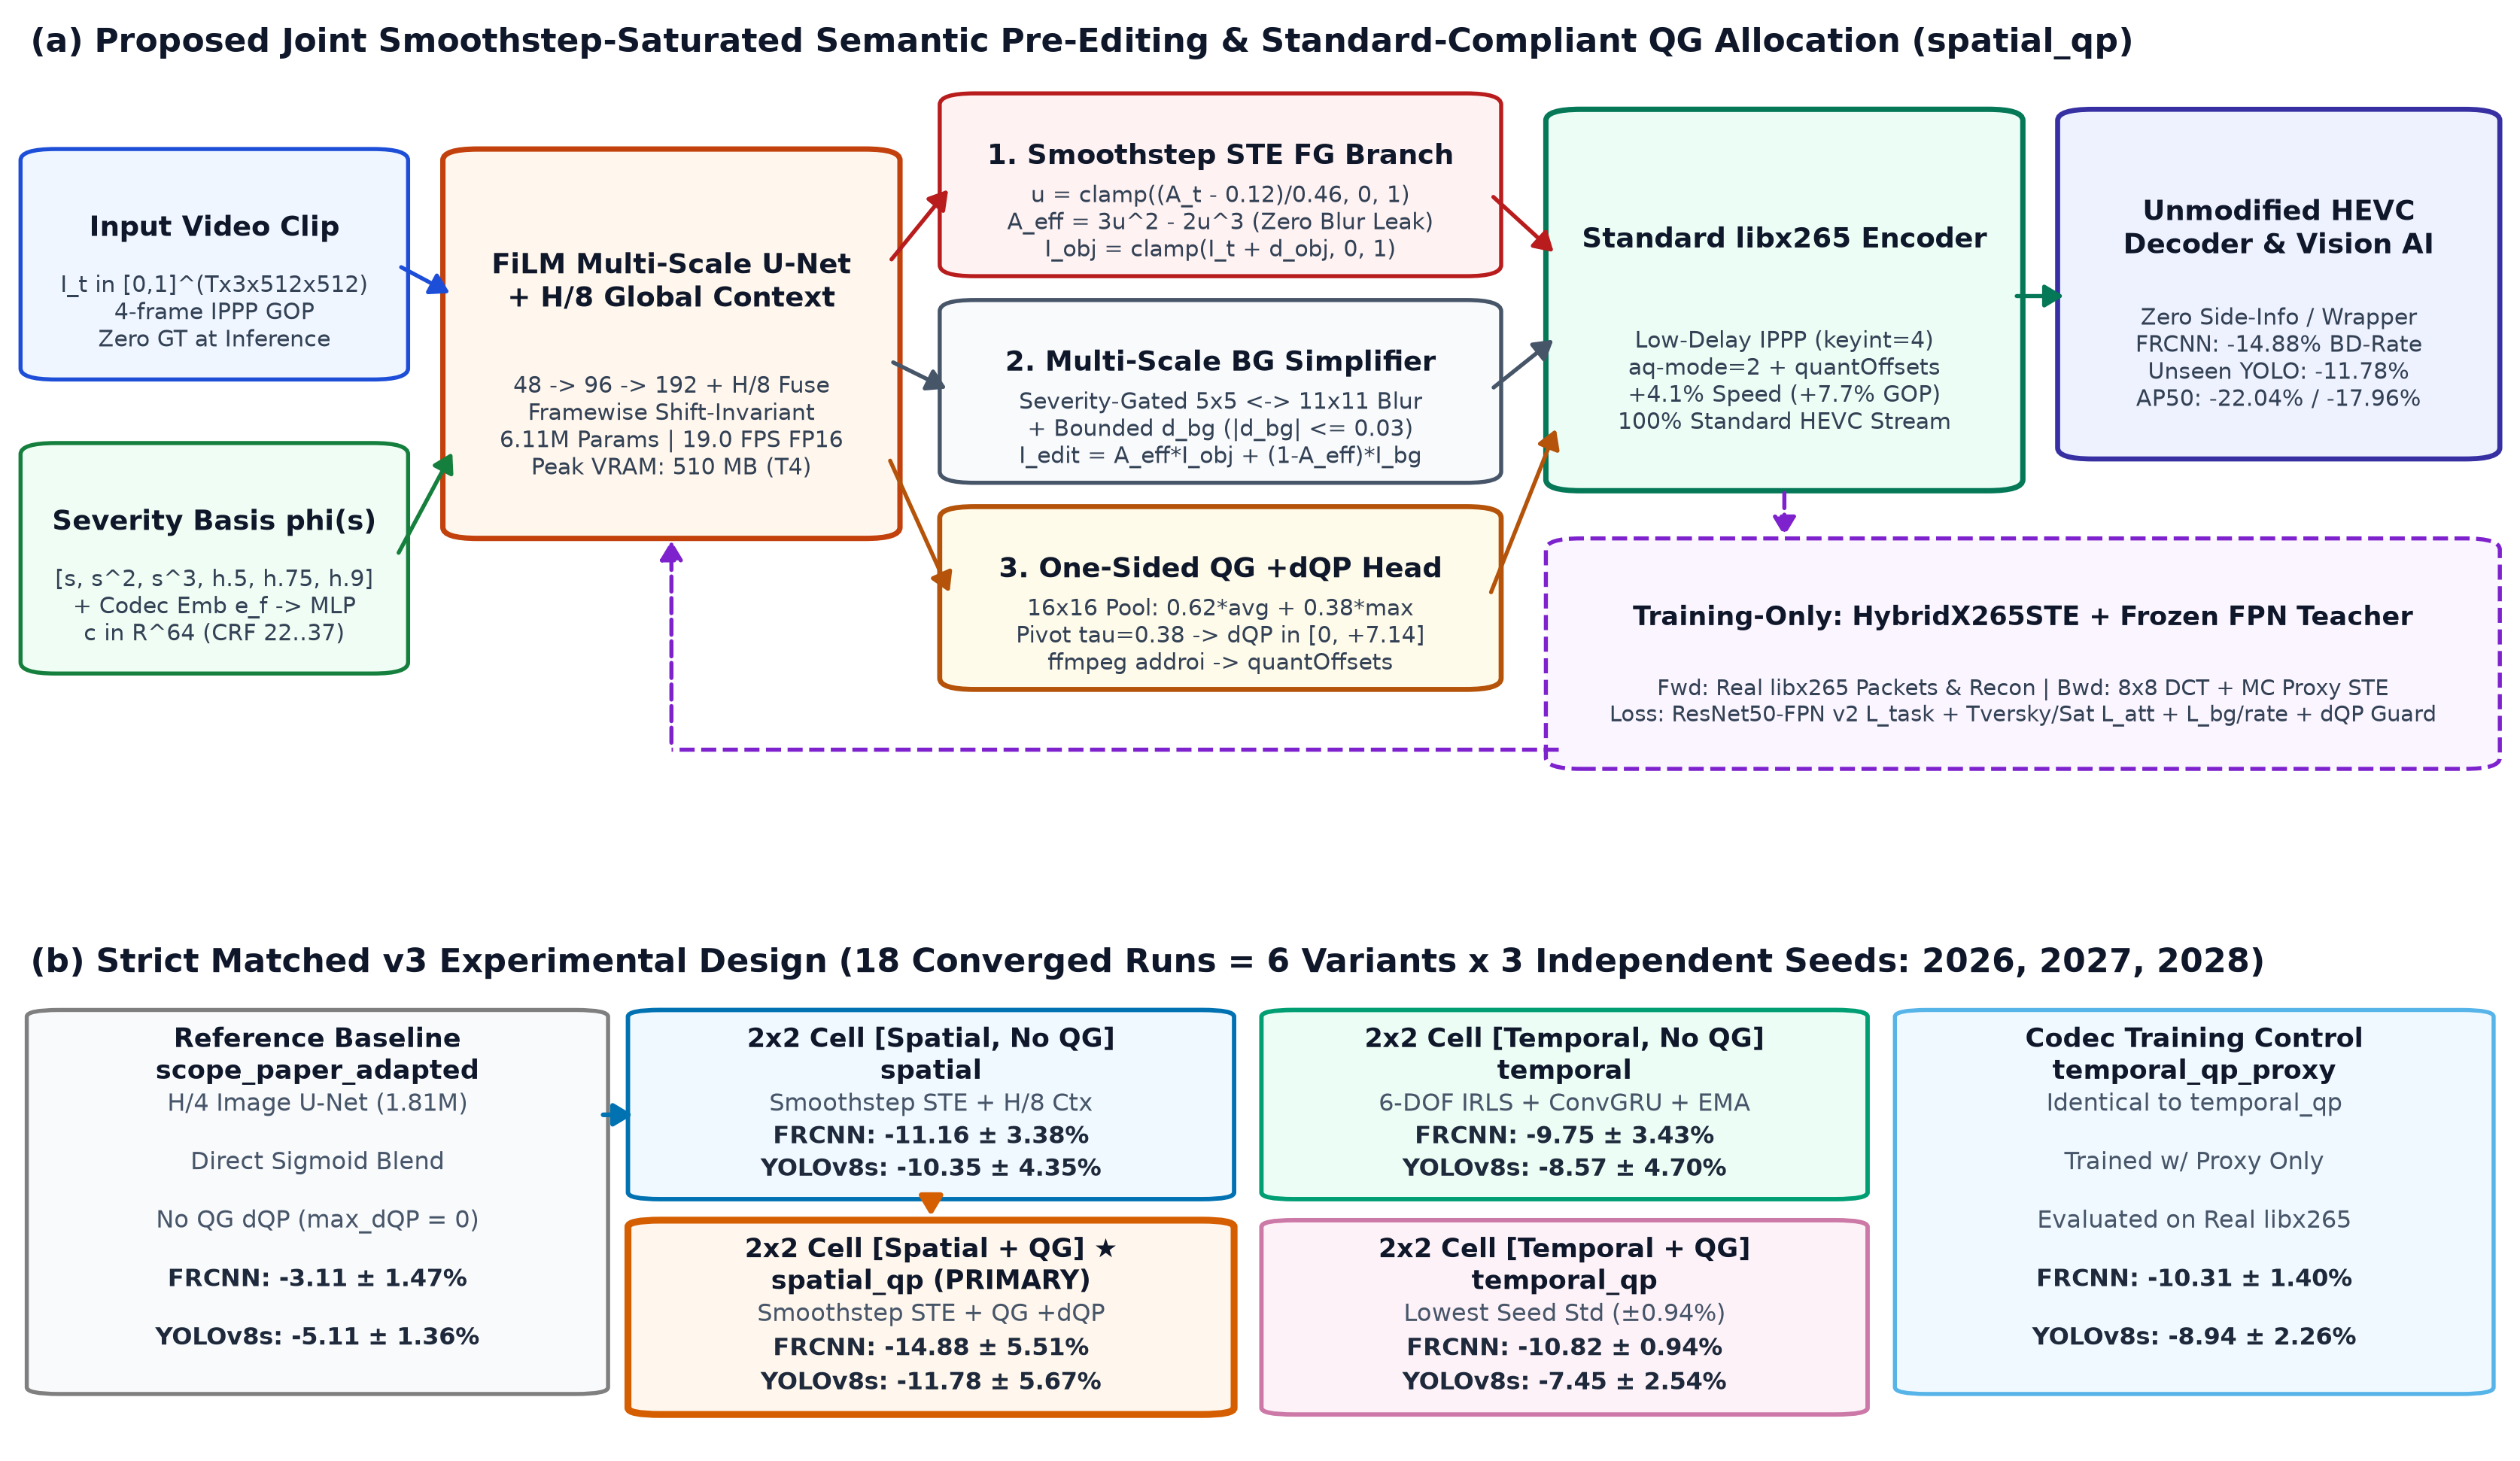 (a) Proposed Joint Smoothstep-Saturated Semantic Pre-Editing & Standard-Compliant QG Allocation (spatial_qp)
Input Video Clip
I_t in [0,1]^(Tx3x512x512)
4-frame IPPP GOP
Zero GT at Inference
Severity Basis phi(s)
[s, s^2, s^3, h.5, h.75, h.9]
+ Codec Emb e_f -> MLP
c in R^64 (CRF 22..37)
FiLM Multi-Scale U-Net
+ H/8 Global Context
48 -> 96 -> 192 + H/8 Fuse
Framewise Shift-Invariant
6.11M Params | 19.0 FPS FP16
Peak VRAM: 510 MB (T4)
1. Smoothstep STE FG Branch
u = clamp((A_t - 0.12)/0.46, 0, 1)
A_eff = 3u^2 - 2u^3 (Zero Blur Leak)
I_obj = clamp(I_t + d_obj, 0, 1)
2. Multi-Scale BG Simplifier
Severity-Gated 5x5 <-> 11x11 Blur
+ Bounded d_bg (|d_bg| <= 0.03)
I_edit = A_eff*I_obj + (1-A_eff)*I_bg
3. One-Sided QG +dQP Head
16x16 Pool: 0.62*avg + 0.38*max
Pivot tau=0.38 -> dQP in [0, +7.14]
ffmpeg addroi -> quantOffsets
Standard libx265 Encoder
Low-Delay IPPP (keyint=4)
aq-mode=2 + quantOffsets
+4.1% Speed (+7.7% GOP)
100% Standard HEVC Stream
Unmodified HEVC
Decoder & Vision AI
Zero Side-Info / Wrapper
FRCNN: -14.88% BD-Rate
Unseen YOLO: -11.78%
AP50: -22.04% / -17.96%
Training-Only: HybridX265STE + Frozen FPN Teacher
Fwd: Real libx265 Packets & Recon | Bwd: 8x8 DCT + MC Proxy STE
Loss: ResNet50-FPN v2 L_task + Tversky/Sat L_att + L_bg/rate + dQP Guard
(b) Strict Matched v3 Experimental Design (18 Converged Runs = 6 Variants x 3 Independent Seeds: 2026, 2027, 2028)
Reference Baseline
scope_paper_adapted
H/4 Image U-Net (1.81M)
Direct Sigmoid Blend
No QG dQP (max_dQP = 0)
FRCNN: -3.11 ± 1.47%
YOLOv8s: -5.11 ± 1.36%
2x2 Cell [Spatial, No QG]
spatial
Smoothstep STE + H/8 Ctx
FRCNN: -11.16 ± 3.38%
YOLOv8s: -10.35 ± 4.35%
2x2 Cell [Spatial + QG] ★
spatial_qp (PRIMARY)
Smoothstep STE + QG +dQP
FRCNN: -14.88 ± 5.51%
YOLOv8s: -11.78 ± 5.67%
2x2 Cell [Temporal, No QG]
temporal
6-DOF IRLS + ConvGRU + EMA
FRCNN: -9.75 ± 3.43%
YOLOv8s: -8.57 ± 4.70%
2x2 Cell [Temporal + QG]
temporal_qp
Lowest Seed Std (±0.94%)
FRCNN: -10.82 ± 0.94%
YOLOv8s: -7.45 ± 2.54%
Codec Training Control
temporal_qp_proxy
Identical to temporal_qp
Trained w/ Proxy Only
Evaluated on Real libx265
FRCNN: -10.31 ± 1.40%
YOLOv8s: -8.94 ± 2.26%